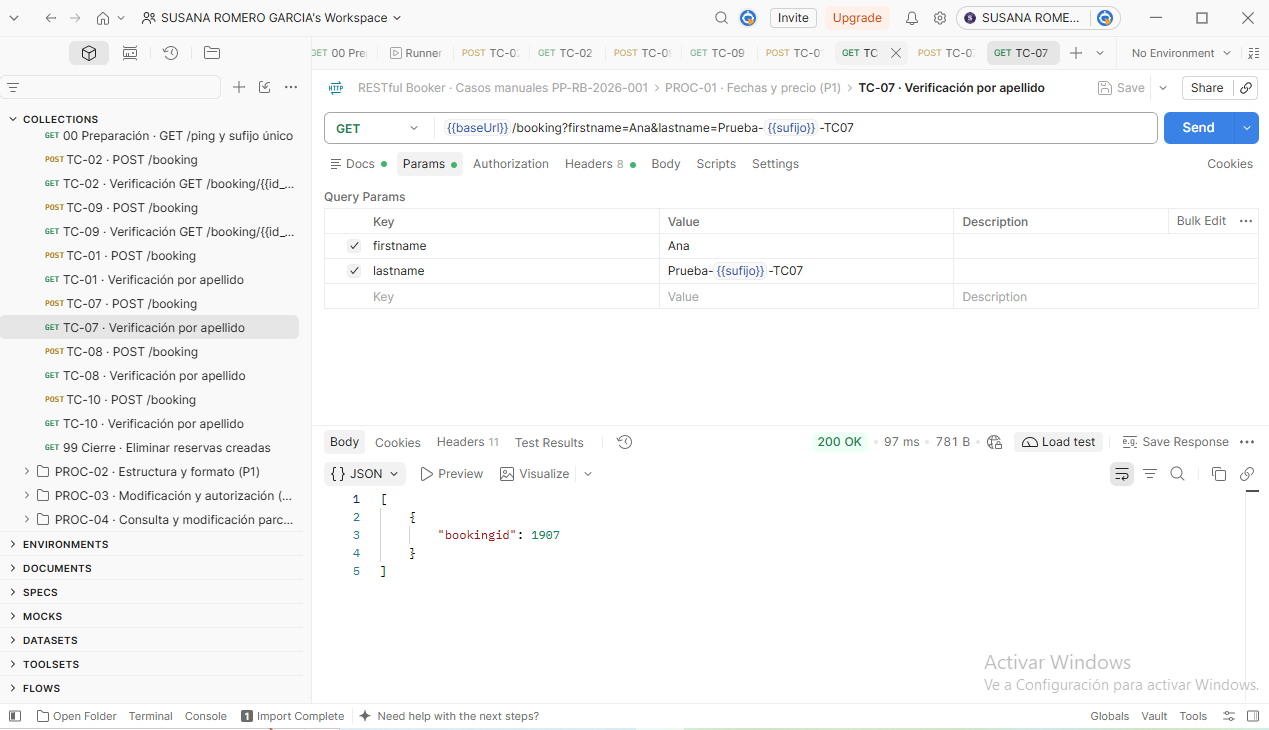 SUSANA ROMERO GARCIA's Workspace
Invite
Upgrade
SUSANA ROME...
GET 00 Pre
Runner
POST TC-0
GET TC-02
POST TC-0
GET TC-09
POST TC-0
GET TC
POST TC-0
GET TC-07
No Environment
RESTful Booker · Casos manuales PP-RB-2026-001 > PROC-01 · Fechas y precio (P1) > TC-07 · Verificación por apellido
Save
Share
COLLECTIONS
GET 00 Preparación · GET /ping y sufijo único
POST TC-02 · POST /booking
GET TC-02 · Verificación GET /booking/{{id_...
POST TC-09 · POST /booking
GET TC-09 · Verificación GET /booking/{{id_...
POST TC-01 · POST /booking
GET TC-01 · Verificación por apellido
POST TC-07 · POST /booking
GET TC-07 · Verificación por apellido
POST TC-08 · POST /booking
GET TC-08 · Verificación por apellido
POST TC-10 · POST /booking
GET TC-10 · Verificación por apellido
GET 99 Cierre · Eliminar reservas creadas
PROC-02 · Estructura y formato (P1)
PROC-03 · Modificación y autorización (...
PROC-04 · Consulta y modificación parc...
ENVIRONMENTS
DOCUMENTS
SPECS
MOCKS
DATASETS
TOOLSETS
FLOWS
GET
{{baseUrl}}/booking?firstname=Ana&lastname=Prueba-{{sufijo}}-TC07
Send
Docs
Params
Authorization
Headers 8
Body
Scripts
Settings
Cookies
Query Params
Key Value Description Bulk Edit
firstname Ana
lastname Prueba-{{sufijo}}-TC07
Key Value Description
Body
Cookies
Headers 11
Test Results
200 OK • 97 ms • 781 B
Load test
e.g. Save Response
{} JSON
Preview
Visualize
1 [
2 {
3 "bookingid": 1907
4 }
5 ]
Activar Windows
Ve a Configuración para activar Windows.
Open Folder
Terminal
Console
1 Import Complete
Need help with the next steps?
Globals
Vault
Tools